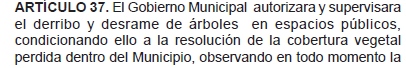 ARTÍCULO 37. El Gobierno Municipal autorizara y supervisara
el derribo y desrame de árboles en espacios públicos,
condicionando ello a la resolución de la cobertura vegetal
perdida dentro del Municipio, observando en todo momento la